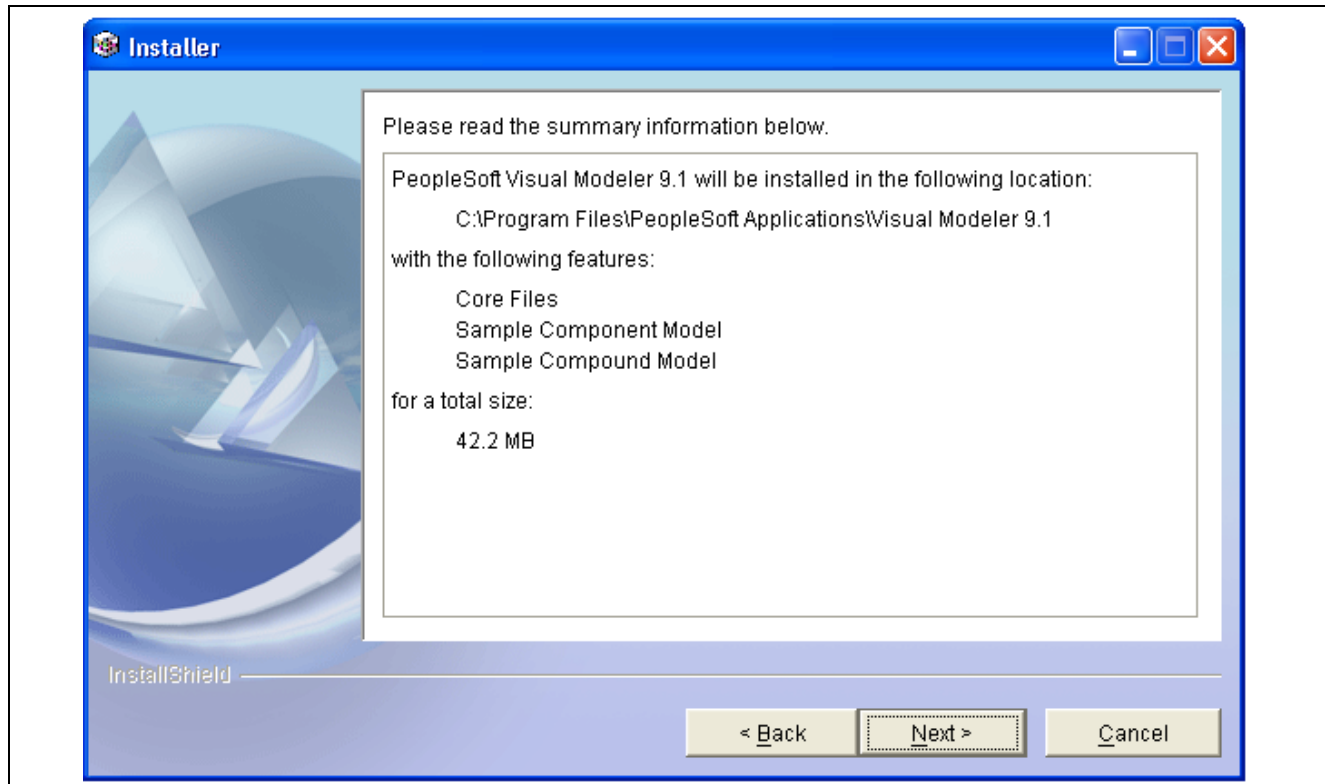 Installer
Please read the summary information below.
PeopleSoft Visual Modeler 9.1 will be installed in the following location:
C:\Program Files\PeopleSoft Applications\Visual Modeler 9.1
with the following features:
Core Files
Sample Component Model
Sample Compound Model
for a total size:
42.2 MB
InstallShield
< Back
Next >
Cancel